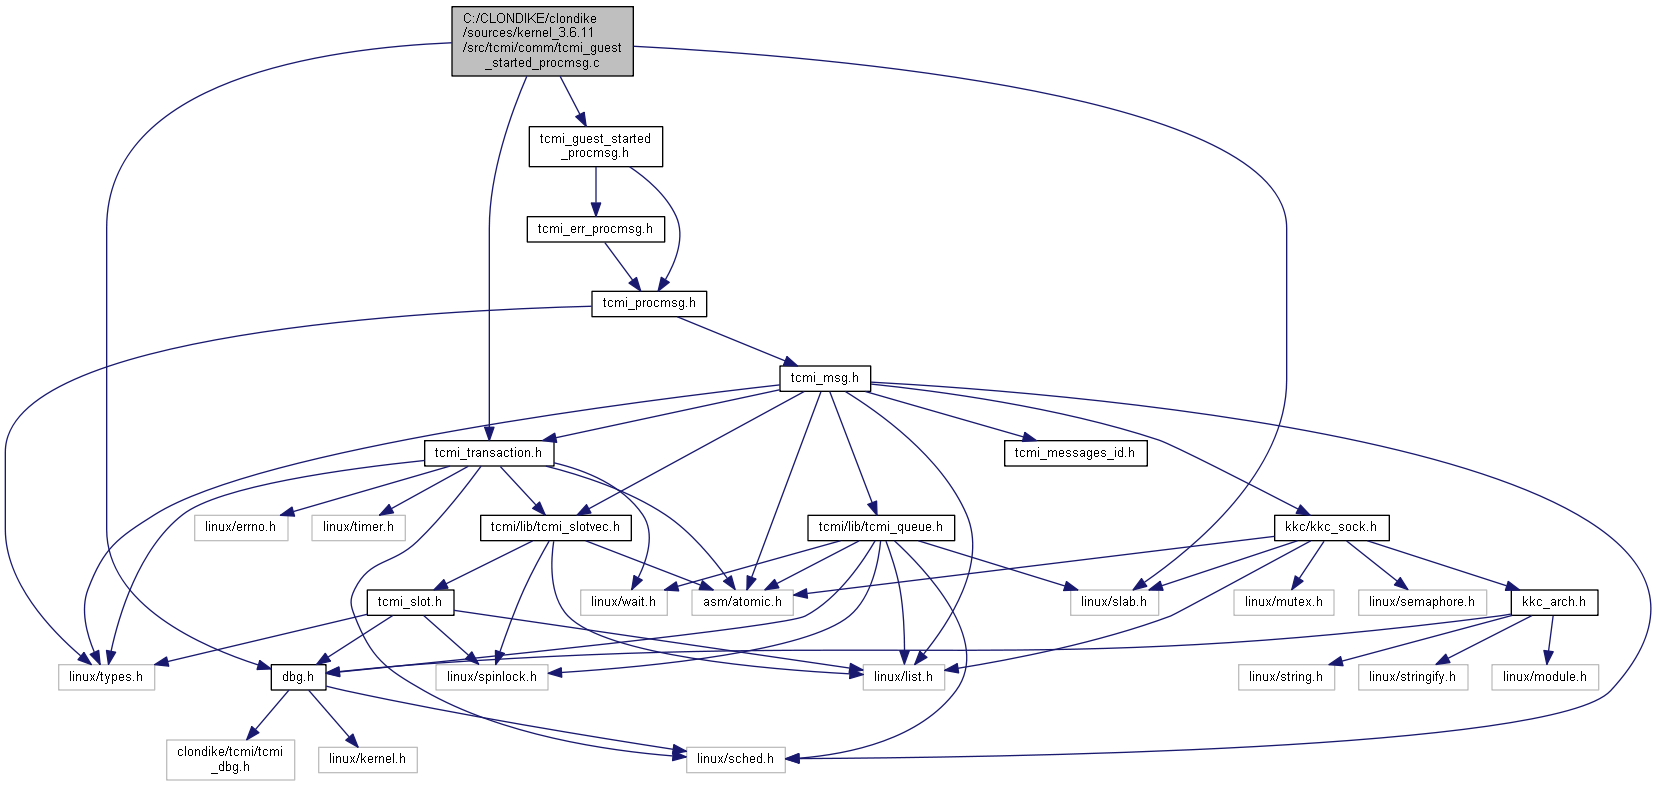 C:/CLONDIKE/clondike
/sources/kernel_3.6.11
/src/tcmi/comm/tcmi_guest
_started_procmsg.c
tcmi_guest_started
_procmsg.h
tcmi_err_procmsg.h
tcmi_procmsg.h
tcmi_msg.h
tcmi_transaction.h
tcmi_messages_id.h
linux/errno.h
linux/timer.h
tcmi/lib/tcmi_slotvec.h
tcmi/lib/tcmi_queue.h
kkc/kkc_sock.h
tcmi_slot.h
linux/wait.h
asm/atomic.h
linux/slab.h
linux/mutex.h
linux/semaphore.h
kkc_arch.h
linux/types.h
dbg.h
linux/spinlock.h
linux/list.h
linux/string.h
linux/stringify.h
linux/module.h
clondike/tcmi/tcmi
_dbg.h
linux/kernel.h
linux/sched.h